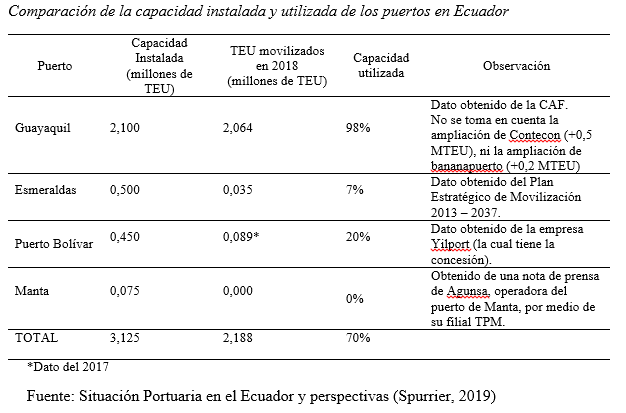 Comparación de la capacidad instalada y utilizada de los puertos en Ecuador
Puerto
Capacidad
Instalada
(millones de
TEU)
TEU movilizados
en 2018
(millones de TEU)
Capacidad
utilizada
Observación
Guayaquil
2,100
2,064
98%
Dato obtenido de la CAF.
No se toma en cuenta la
ampliación de Contecon (+0,5
MTEU), ni la ampliación de
bananapuerto (+0,2 MTEU)
Esmeraldas
0,500
0,035
7%
Dato obtenido del Plan
Estratégico de Movilización
2013 – 2037.
Puerto Bolívar
0,450
0,089*
20%
Dato obtenido de la empresa
Yilport (la cual tiene la
concesión).
Manta
0,075
0,000
0%
Obtenido de una nota de prensa
de Agunsa, operadora del
puerto de Manta, por medio de
su filial TPM.
TOTAL
3,125
2,188
70%
*Dato del 2017
Fuente: Situación Portuaria en el Ecuador y perspectivas (Spurrier, 2019)